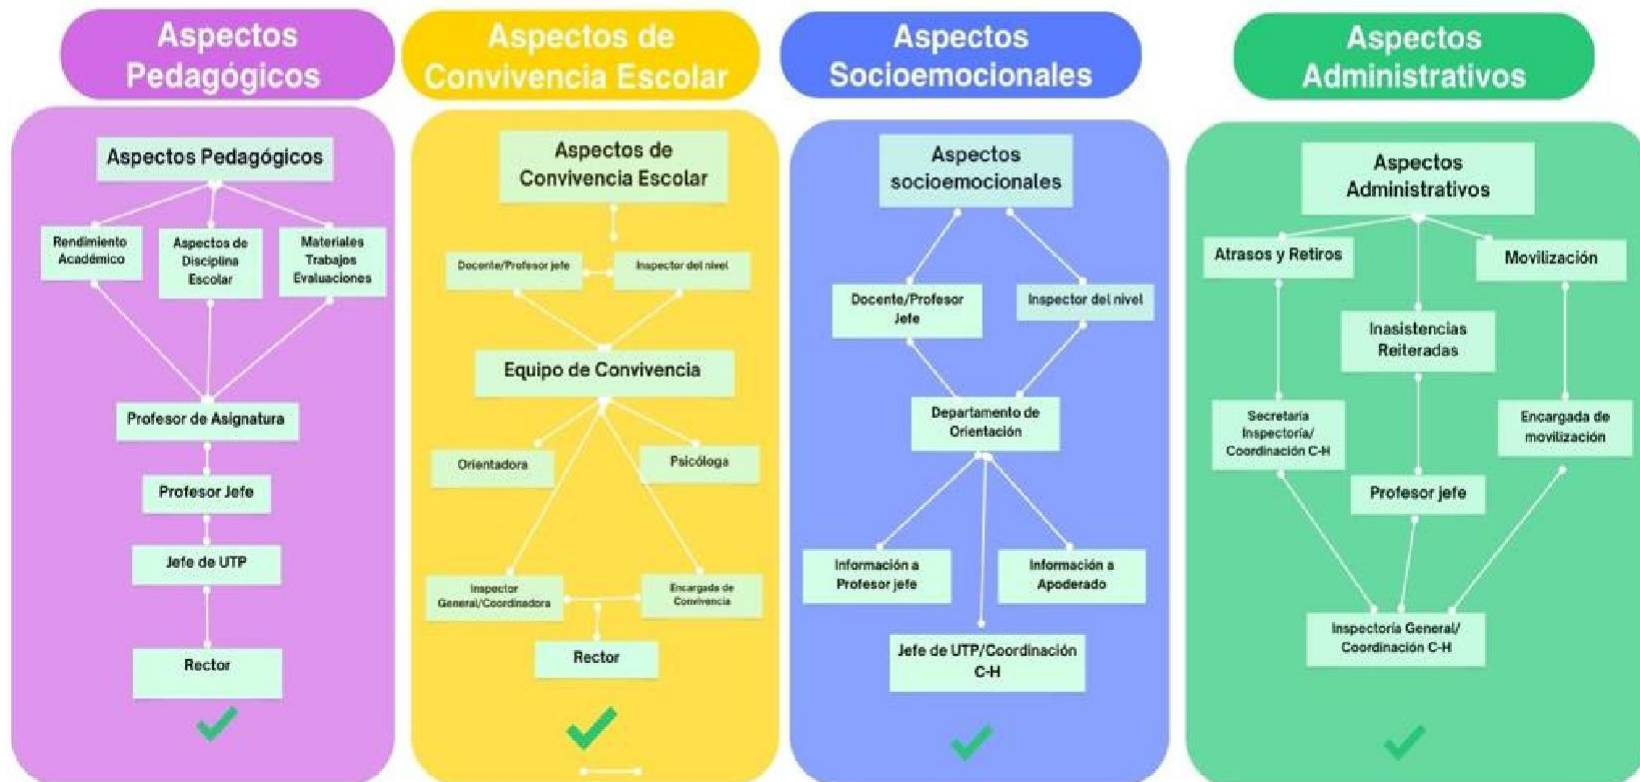 Aspectos
Pedagógicos
Aspectos Pedagógicos
Rendimiento
Académico
Aspectos de
Disciplina
Escolar
Materiales
Trabajos
Evaluaciones
Profesor de Asignatura
Profesor Jefe
Jefe de UTP
Rector
Aspectos de
Convivencia Escolar
Aspectos de
Convivencia Escolar
Docente/Profesor jefe
Inspector del nivel
Equipo de Convivencia
Orientadora
Psicóloga
Inspector
General/Coordinadora
Encargada de
Convivencia
Rector
Aspectos
Socioemocionales
Aspectos
socioemocionales
Docente/Profesor
Jefe
Inspector del nivel
Departamento de
Orientación
Información a
Profesor jefe
Información a
Apoderado
Jefe de UTP/Coordinación
C-H
Aspectos
Administrativos
Aspectos
Administrativos
Atrasos y Retiros
Movilización
Inasistencias
Reiteradas
Secretaría
Inspectoría/
Coordinación C-H
Encargada de
movilización
Profesor jefe
Inspectoría General/
Coordinación C-H